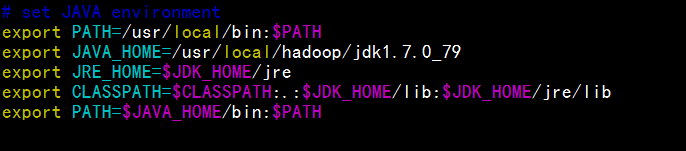 # set JAVA environment
export PATH=/usr/local/bin:$PATH
export JAVA_HOME=/usr/local/hadoop/jdk1.7.0_79
export JRE_HOME=$JDK_HOME/jre
export CLASSPATH=$CLASSPATH:.:$JDK_HOME/lib:$JDK_HOME/jre/lib
export PATH=$JAVA_HOME/bin:$PATH